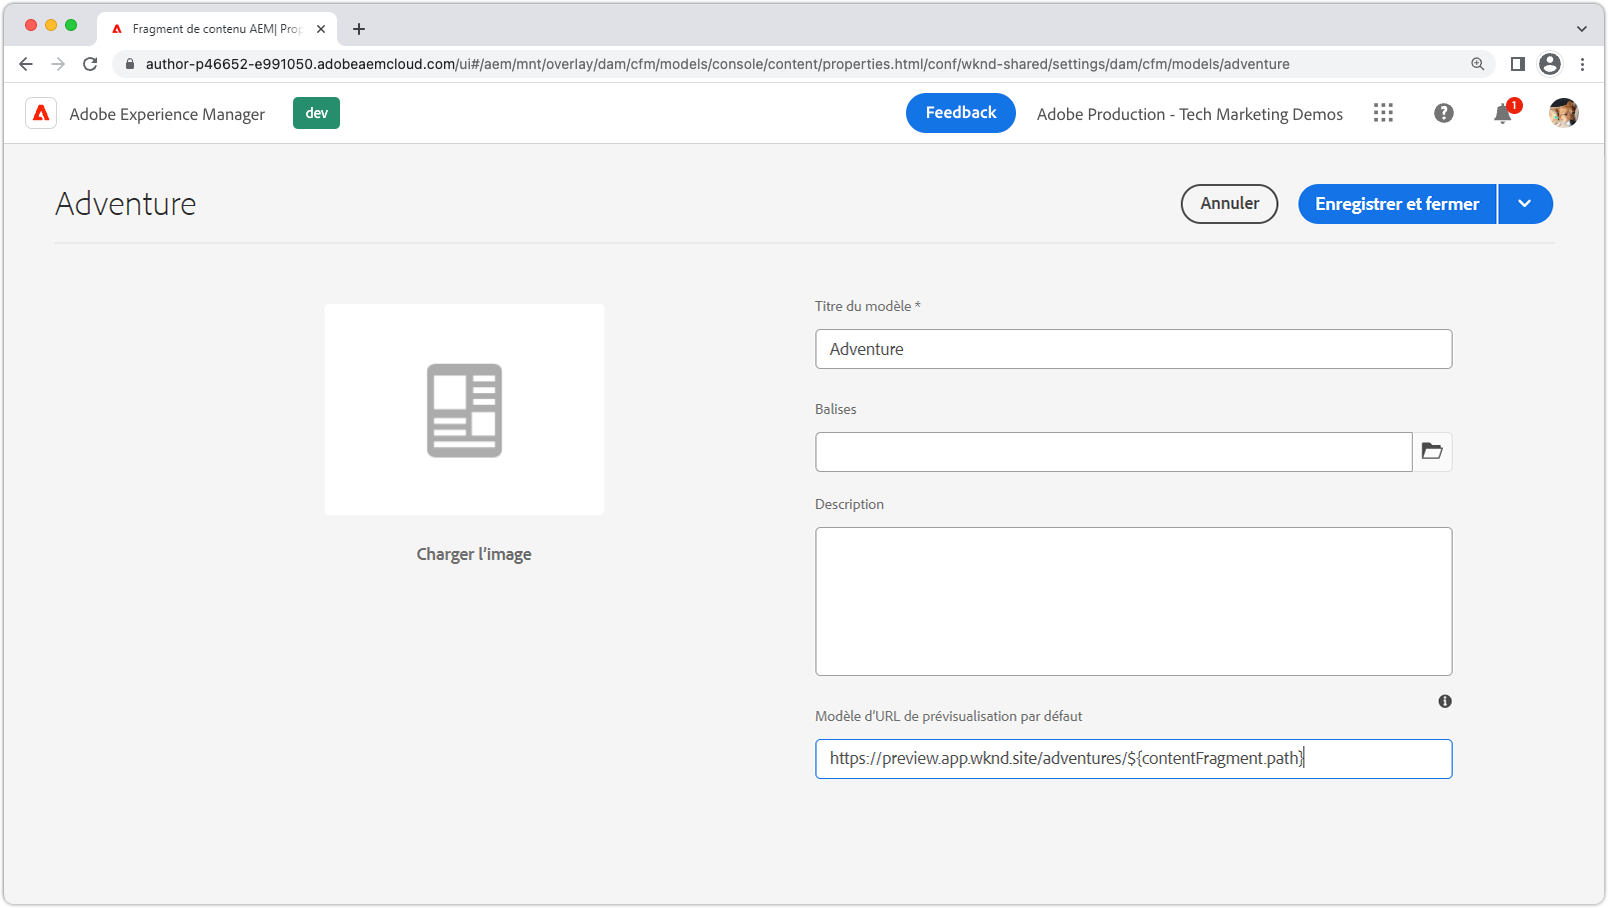 Fragment de contenu AEM| Prop
author-p46652-e991050.adobeaemcloud.com/ui#/aem/mnt/overlay/dam/cfm/models/console/content/properties.html/conf/wknd-shared/settings/dam/cfm/models/adventure
Adobe Experience Manager dev Feedback Adobe Production - Tech Marketing Demos 1
Adventure Annuler Enregistrer et fermer
Titre du modèle *
Adventure
Balises
Description
Charger l’image
Modèle d’URL de prévisualisation par défaut
https://preview.app.wknd.site/adventures/${contentFragment.path}